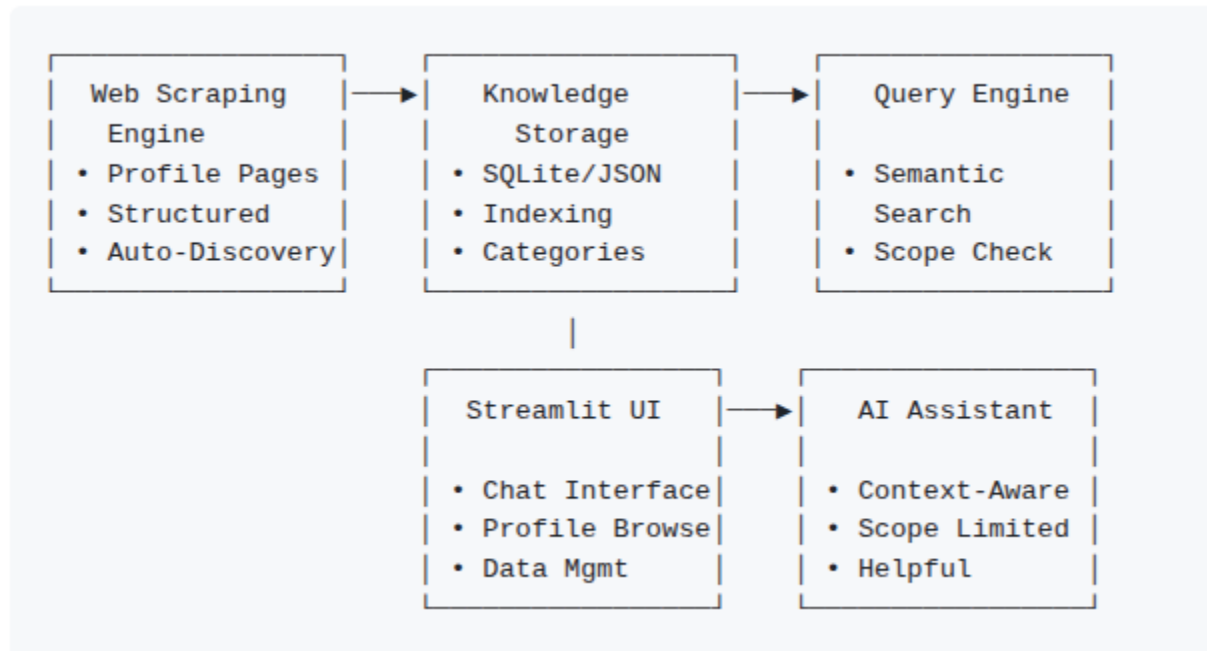 Web Scraping
Engine
• Profile Pages
• Structured
• Auto-Discovery
Knowledge
Storage
• SQLite/JSON
• Indexing
• Categories
Query Engine
• Semantic
Search
• Scope Check
Streamlit UI
• Chat Interface
• Profile Browse
• Data Mgmt
AI Assistant
• Context-Aware
• Scope Limited
• Helpful